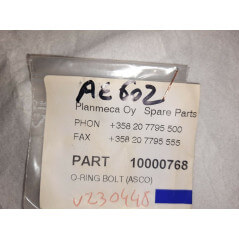 AE602
Planmeca Oy Spare Parts
PHON +358 20 7795 500
FAX +358 20 7795 555
PART 10000768
O-RING BOLT (ASCO)
V230448